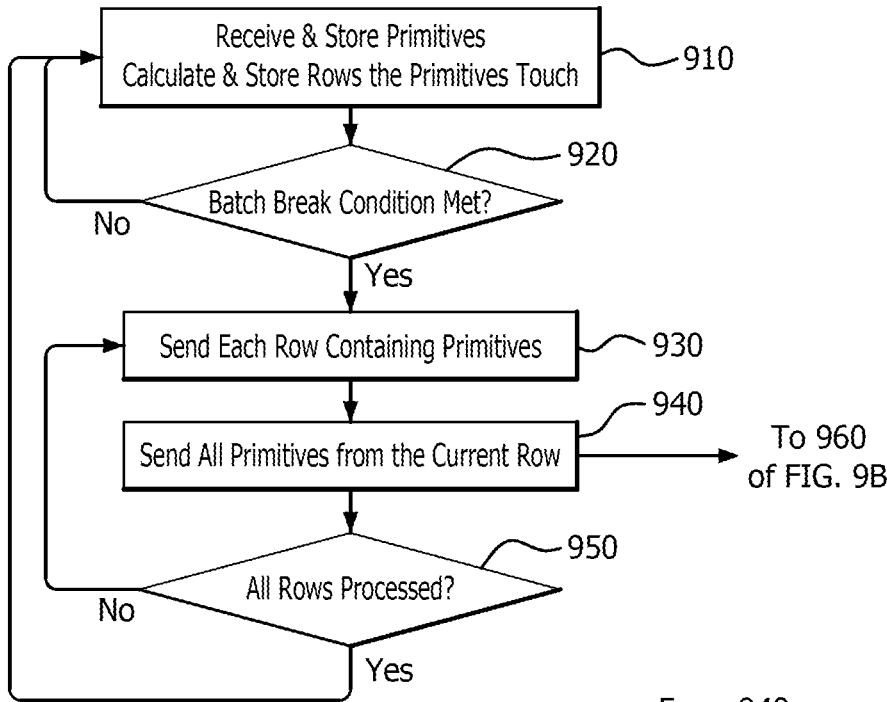 Receive & Store Primitives
Calculate & Store Rows the Primitives Touch
910
920
Batch Break Condition Met?
No
Yes
Send Each Row Containing Primitives
930
940
Send All Primitives from the Current Row
To 960
of FIG. 9B
950
All Rows Processed?
No
Yes